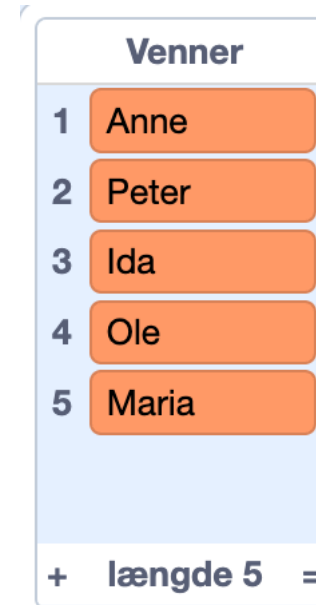 Venner
1 Anne
2 Peter
3 Ida
4 Ole
5 Maria
+ længde 5 =